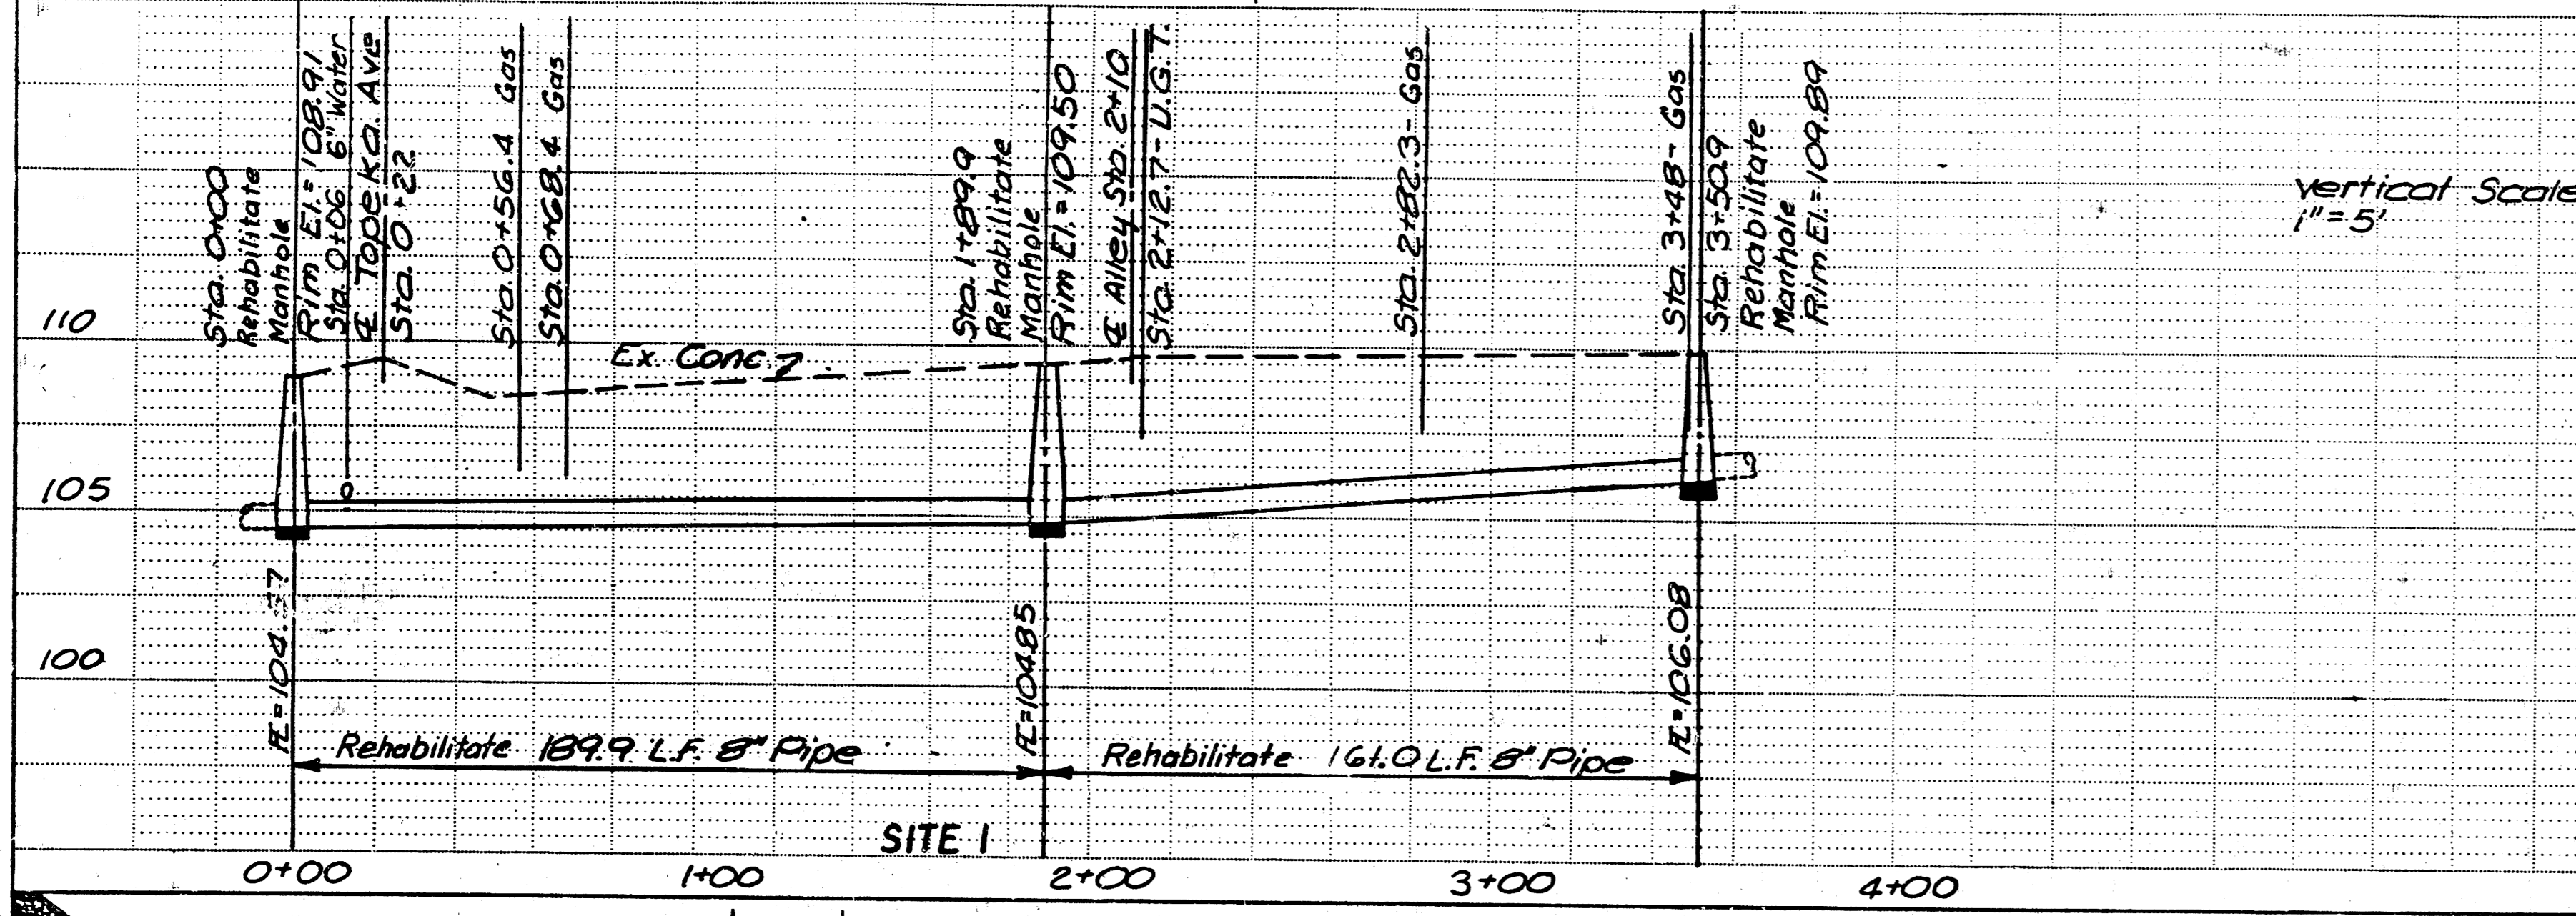 Sta. 0+00
Rehabilitate
Manhole
Rim El. = 108.91
Sta. 0+06 6" Water
℄ Topeka. Ave
Sta. 0+22
Sta. 0+56.4 Gas
Sta. 0+68.4 Gas
Sta. 1+89.9
Rehabilitate
Manhole
Rim El. = 109.50
℄ Alley Sta. 2+10
Sta. 2+12.7- U.G.T.
Sta. 2+82.3- Gas
Sta. 3+48- Gas
Sta. 3+50.9
Rehabilitate
Manhole
Rim El. = 109.89
Vertical Scale
1" = 5'
110
Ex. Conc.
105
100
FL=104.85
FL=106.08
Rehabilitate 189.9 L.F. 8" Pipe
Rehabilitate 161.0 L.F. 8" Pipe
SITE 1
0+00
1+00
2+00
3+00
4+00